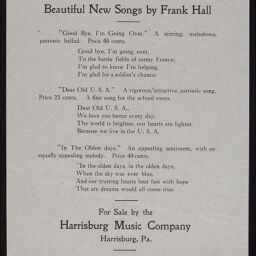 Beautiful New Songs by Frank Hall
"Good Bye, I'm Going Over." A stirring, melodious,
patriotic ballad. Price 40 cents.
Good bye, I'm going over,
To the battle fields of sunny France;
I'm glad to know I'm helping,
I'm glad for a soldier's chance.
"Dear Old U. S. A." A vigorous, attractive, patriotic song.
Price 25 cents. A fine song for the school room.
Dear Old U. S. A.,
We love you better every day.
The world is brighter, our hearts are lighter,
Because we live in the U. S. A.
"In The Olden days." An appealing sentiment, with an
equally appealing melody. Price 40 cents.
"In the olden days, in the olden days,
When the sky was ever blue,
And our trusting hearts beat fast with hope
That are dreams would all come true.
For Sale by the
Harrisburg Music Company
Harrisburg, Pa.